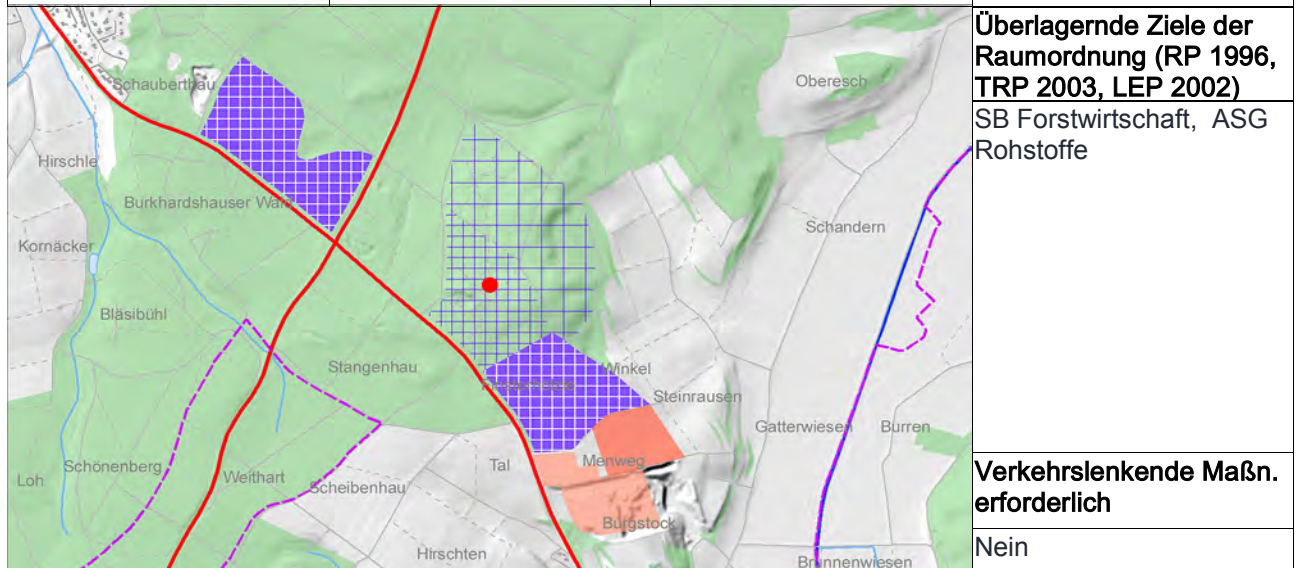 Schauberthau
Oberesch
Hirschle
Burkhardshauser Wald
Kornäcker
Schandern
Bläsibühl
Stangenhau
Winkel
Steinrausen
Gatterwiesen
Burren
Menweg
Tal
Schönenberg
Loh
Weithart
Scheibenhau
Burgstock
Hirschten
Brunnenwiesen
Überlagernde Ziele der
Raumordnung (RP 1996,
TRP 2003, LEP 2002)
SB Forstwirtschaft, ASG
Rohstoffe
Verkehrslenkende Maßn.
erforderlich
Nein